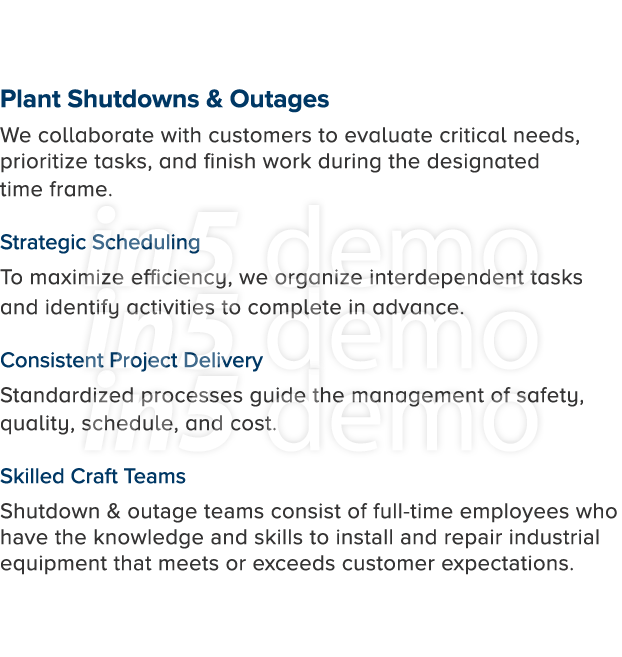 Plant Shutdowns & Outages
We collaborate with customers to evaluate critical needs,
prioritize tasks, and finish work during the designated
time frame.
Strategic Scheduling
To maximize efficiency, we organize interdependent tasks
and identify activities to complete in advance.
Consistent Project Delivery
Standardized processes guide the management of safety,
quality, schedule, and cost.
Skilled Craft Teams
Shutdown & outage teams consist of full-time employees who
have the knowledge and skills to install and repair industrial
equipment that meets or exceeds customer expectations.
in5 demo
in5 demo
in5 demo